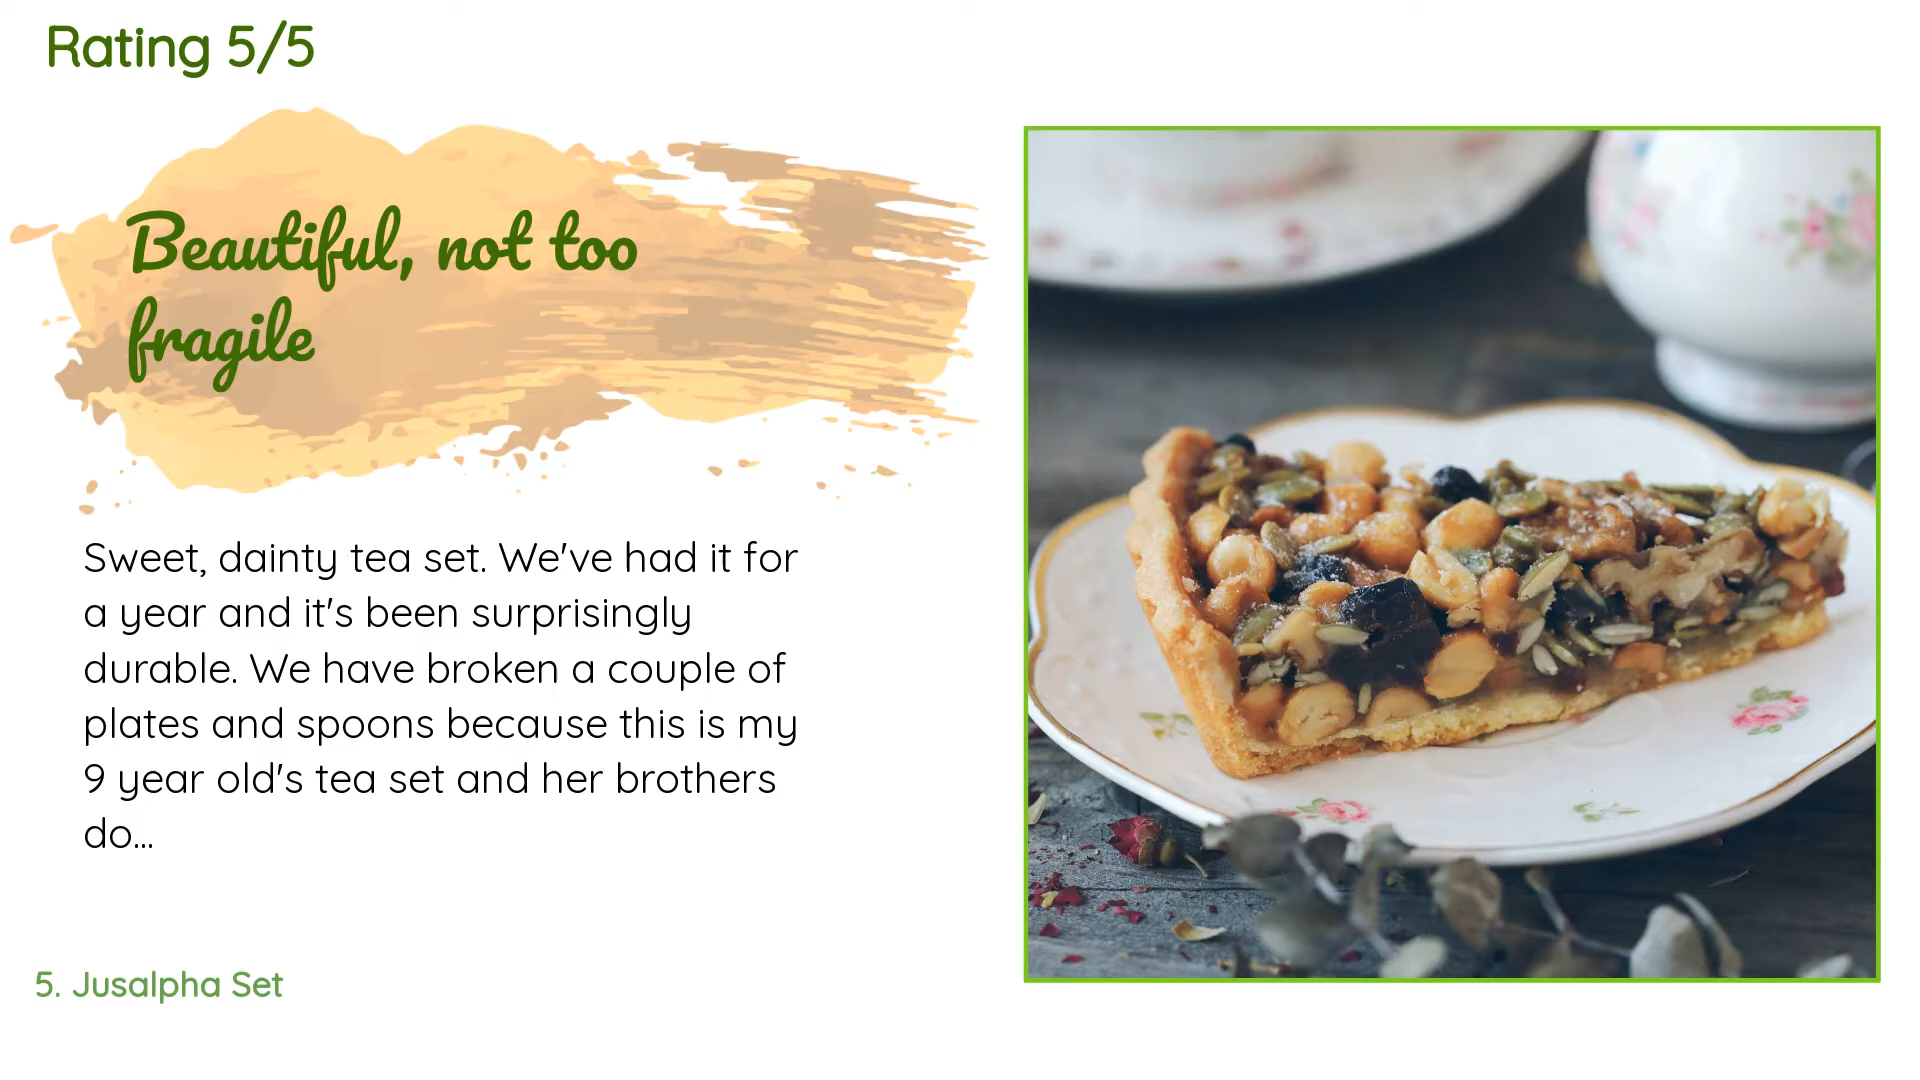 Rating 5/5
Beautiful, not too
fragile
Sweet, dainty tea set. We've had it for
a year and it's been surprisingly
durable. We have broken a couple of
plates and spoons because this is my
9 year old's tea set and her brothers
do...
5. Jusalpha Set